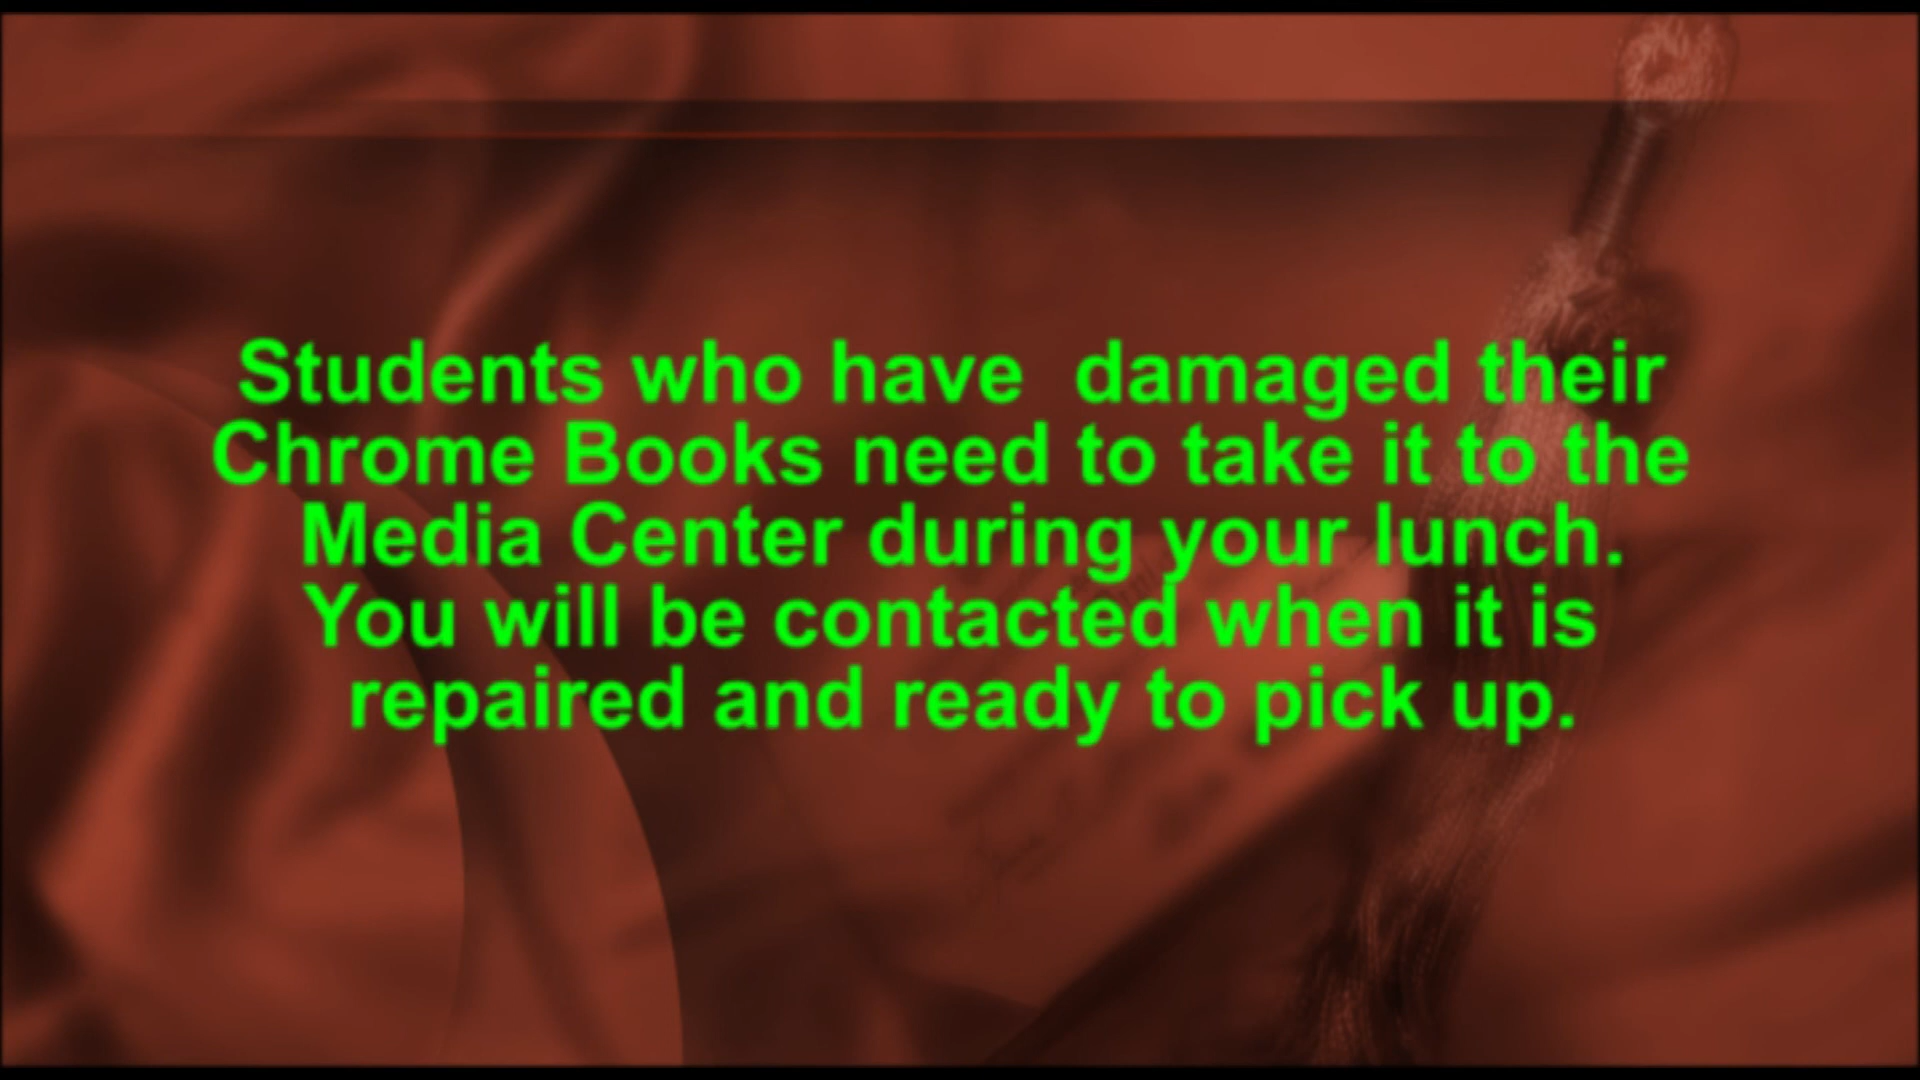 Students who have  damaged their
Chrome Books need to take it to the
Media Center during your lunch.
You will be contacted when it is
repaired and ready to pick up.